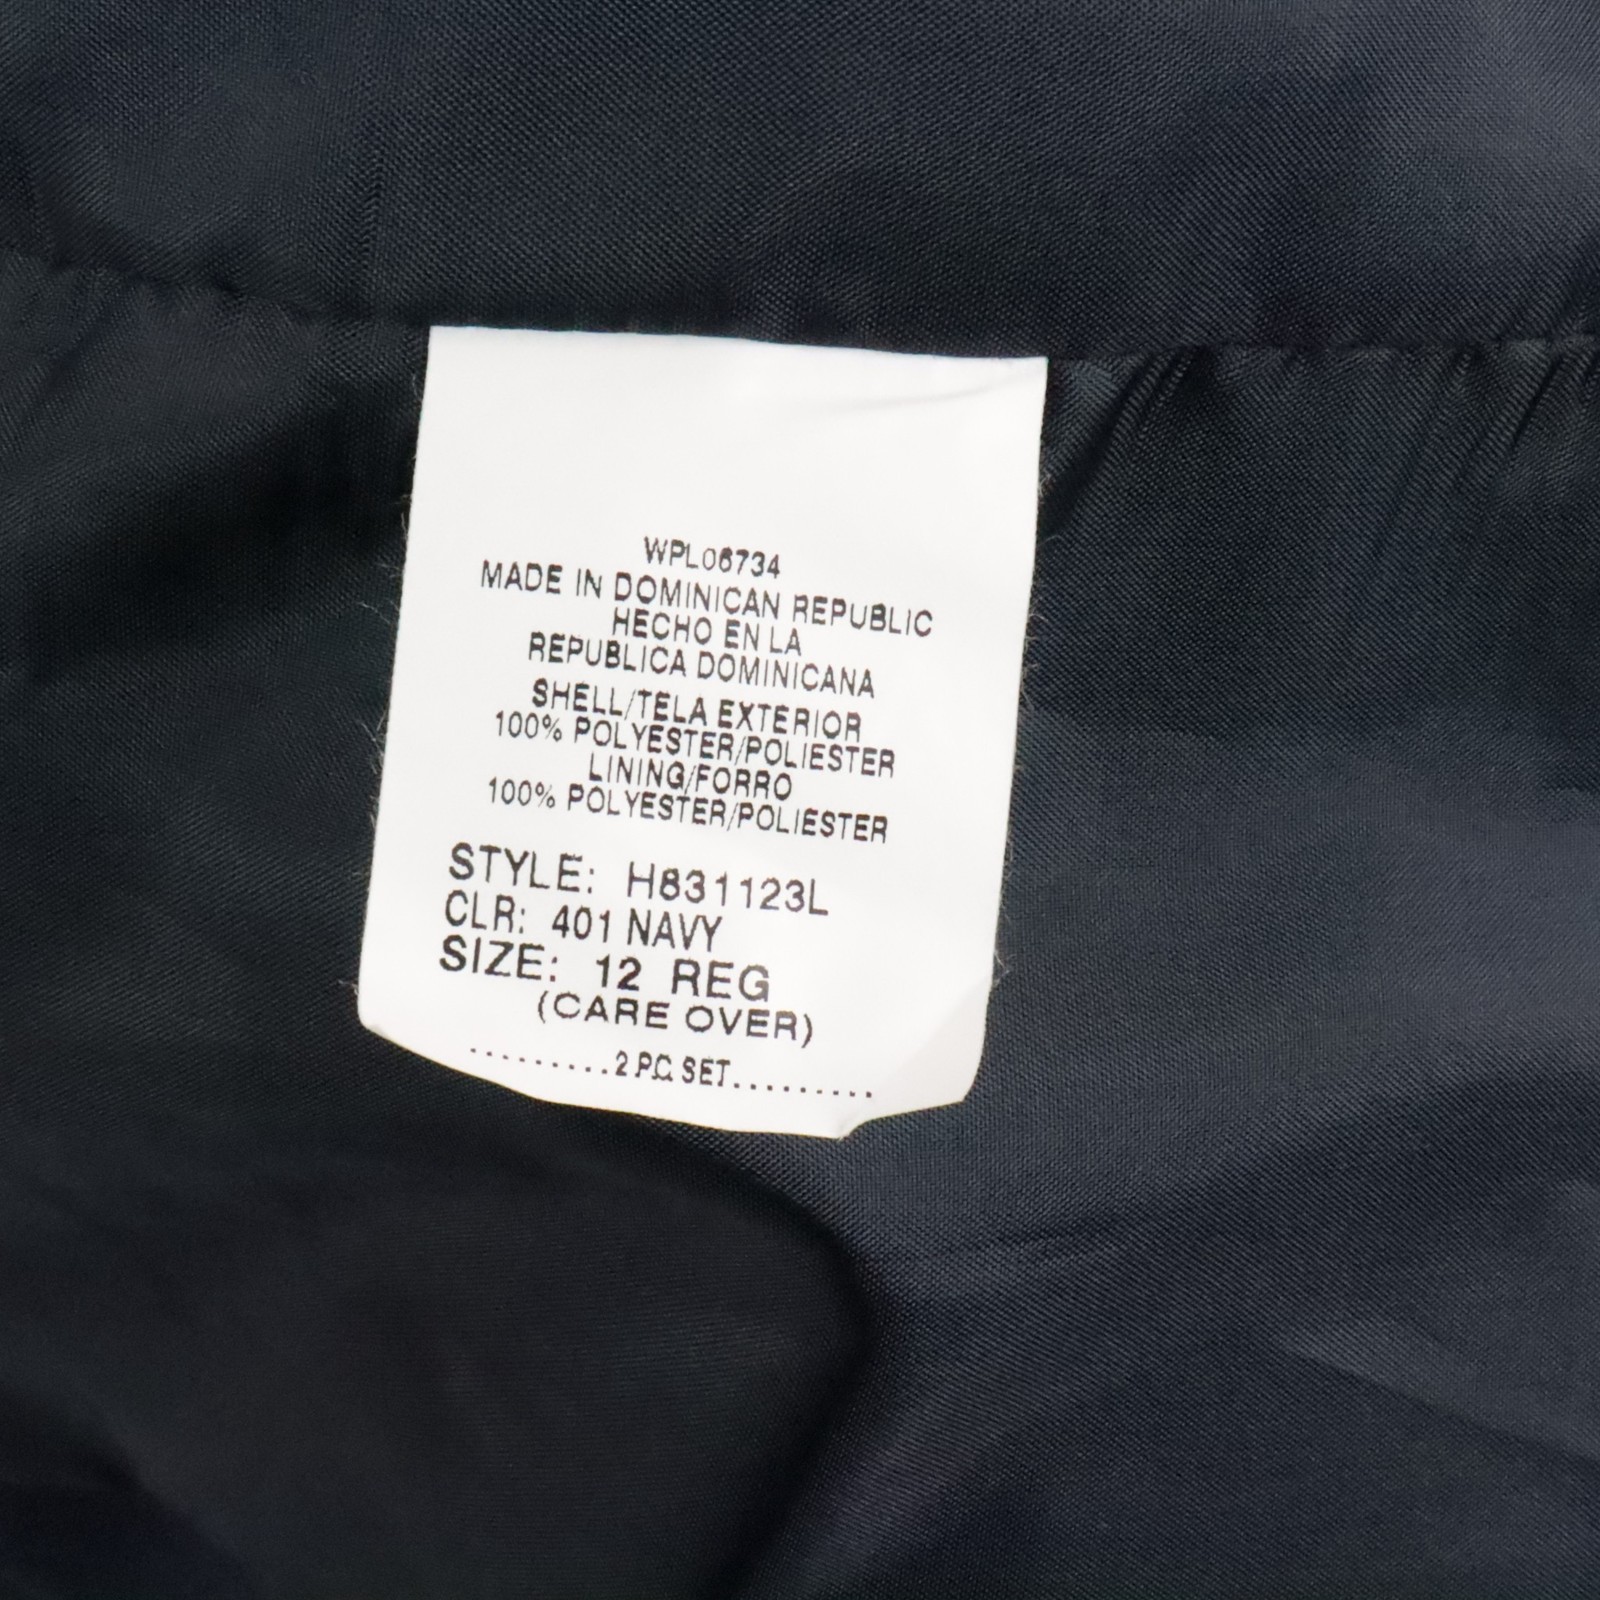 WPL06734
MADE IN DOMINICAN REPUBLIC
HECHO EN LA
REPUBLICA DOMINICANA
SHELL/TELA EXTERIOR
100% POLYESTER/POLIESTER
LINING/FORRO
100% POLYESTER/POLIESTER
STYLE: H831123L
CLR: 401 NAVY
SIZE: 12 REG
(CARE OVER)
.........2 P.C. SET..........